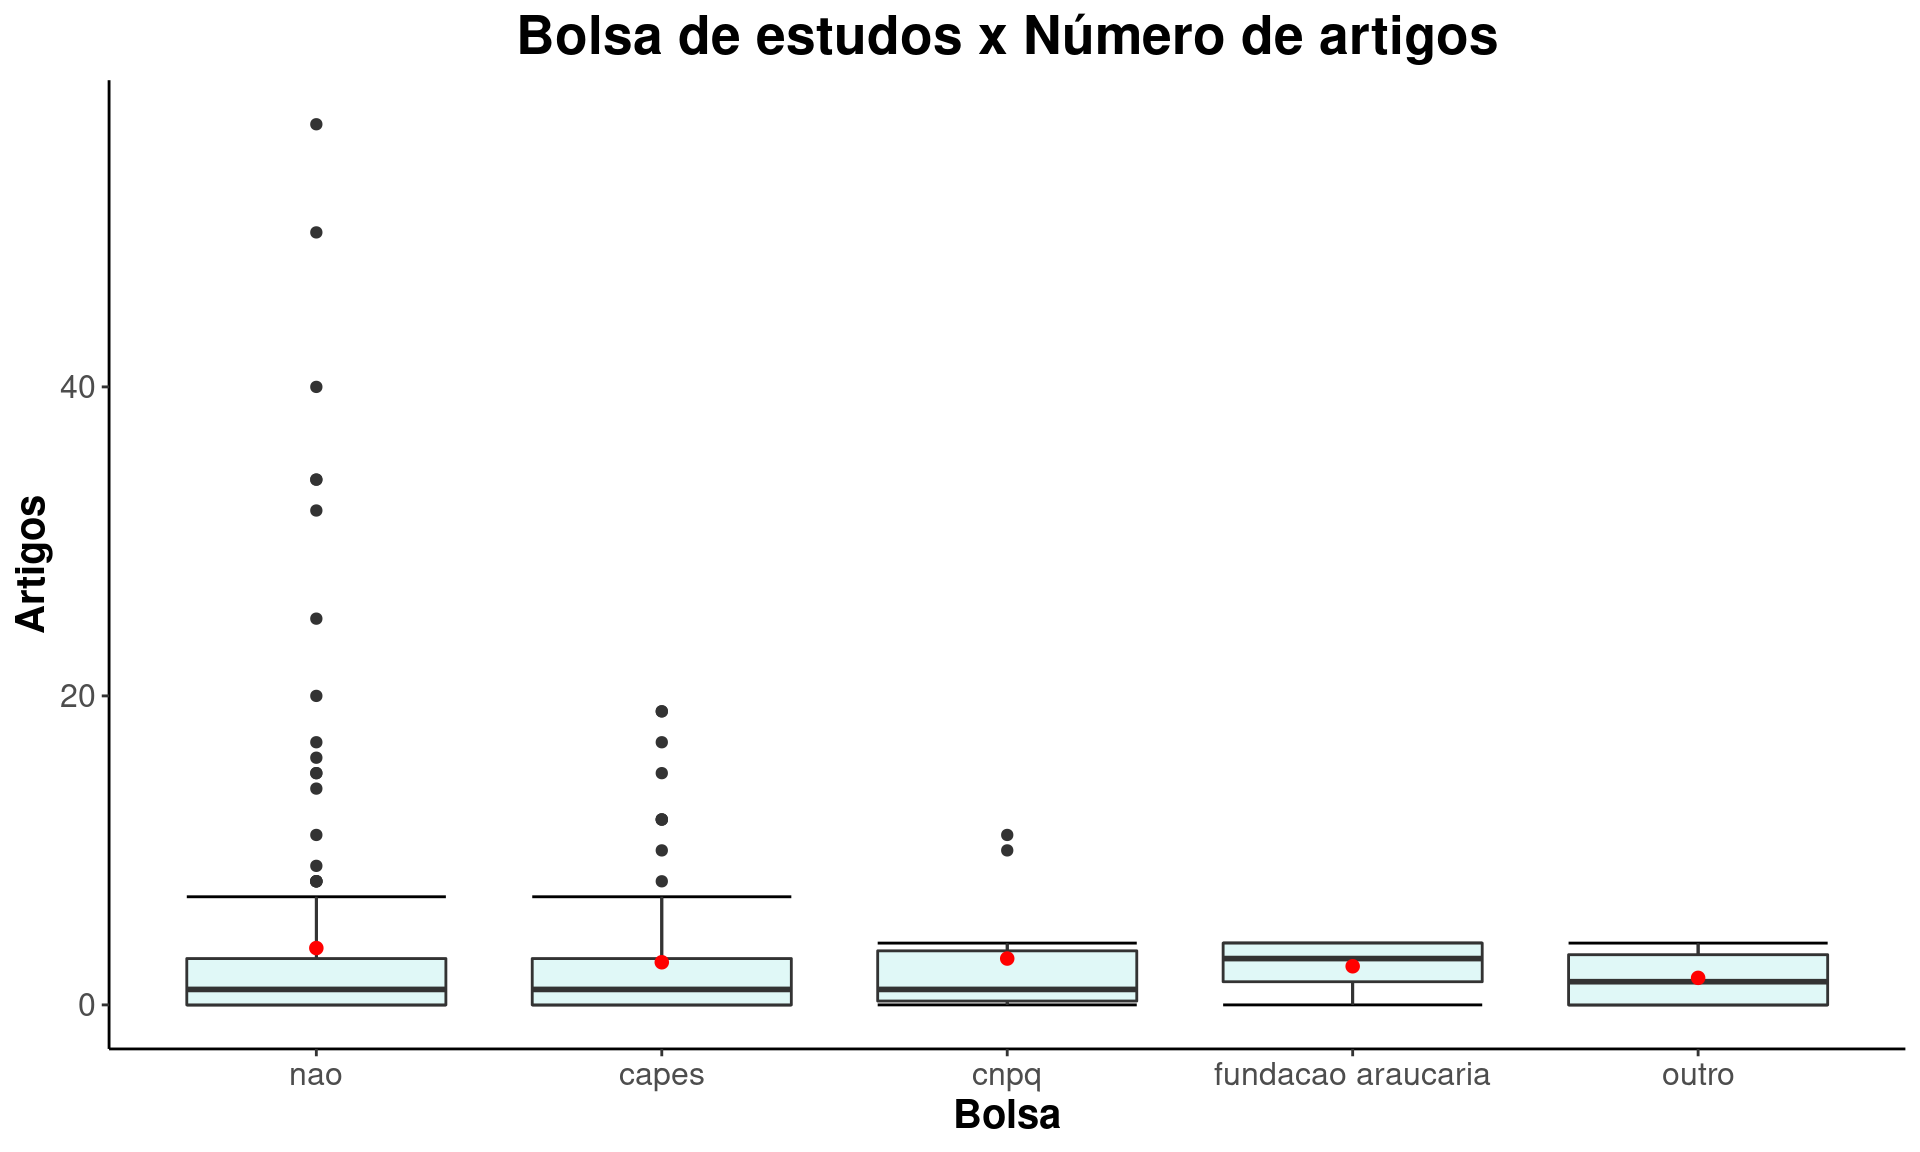 Bolsa de estudos x Número de artigos
Artigos
40
20
0
nao
capes
cnpq
fundacao araucaria
outro
Bolsa